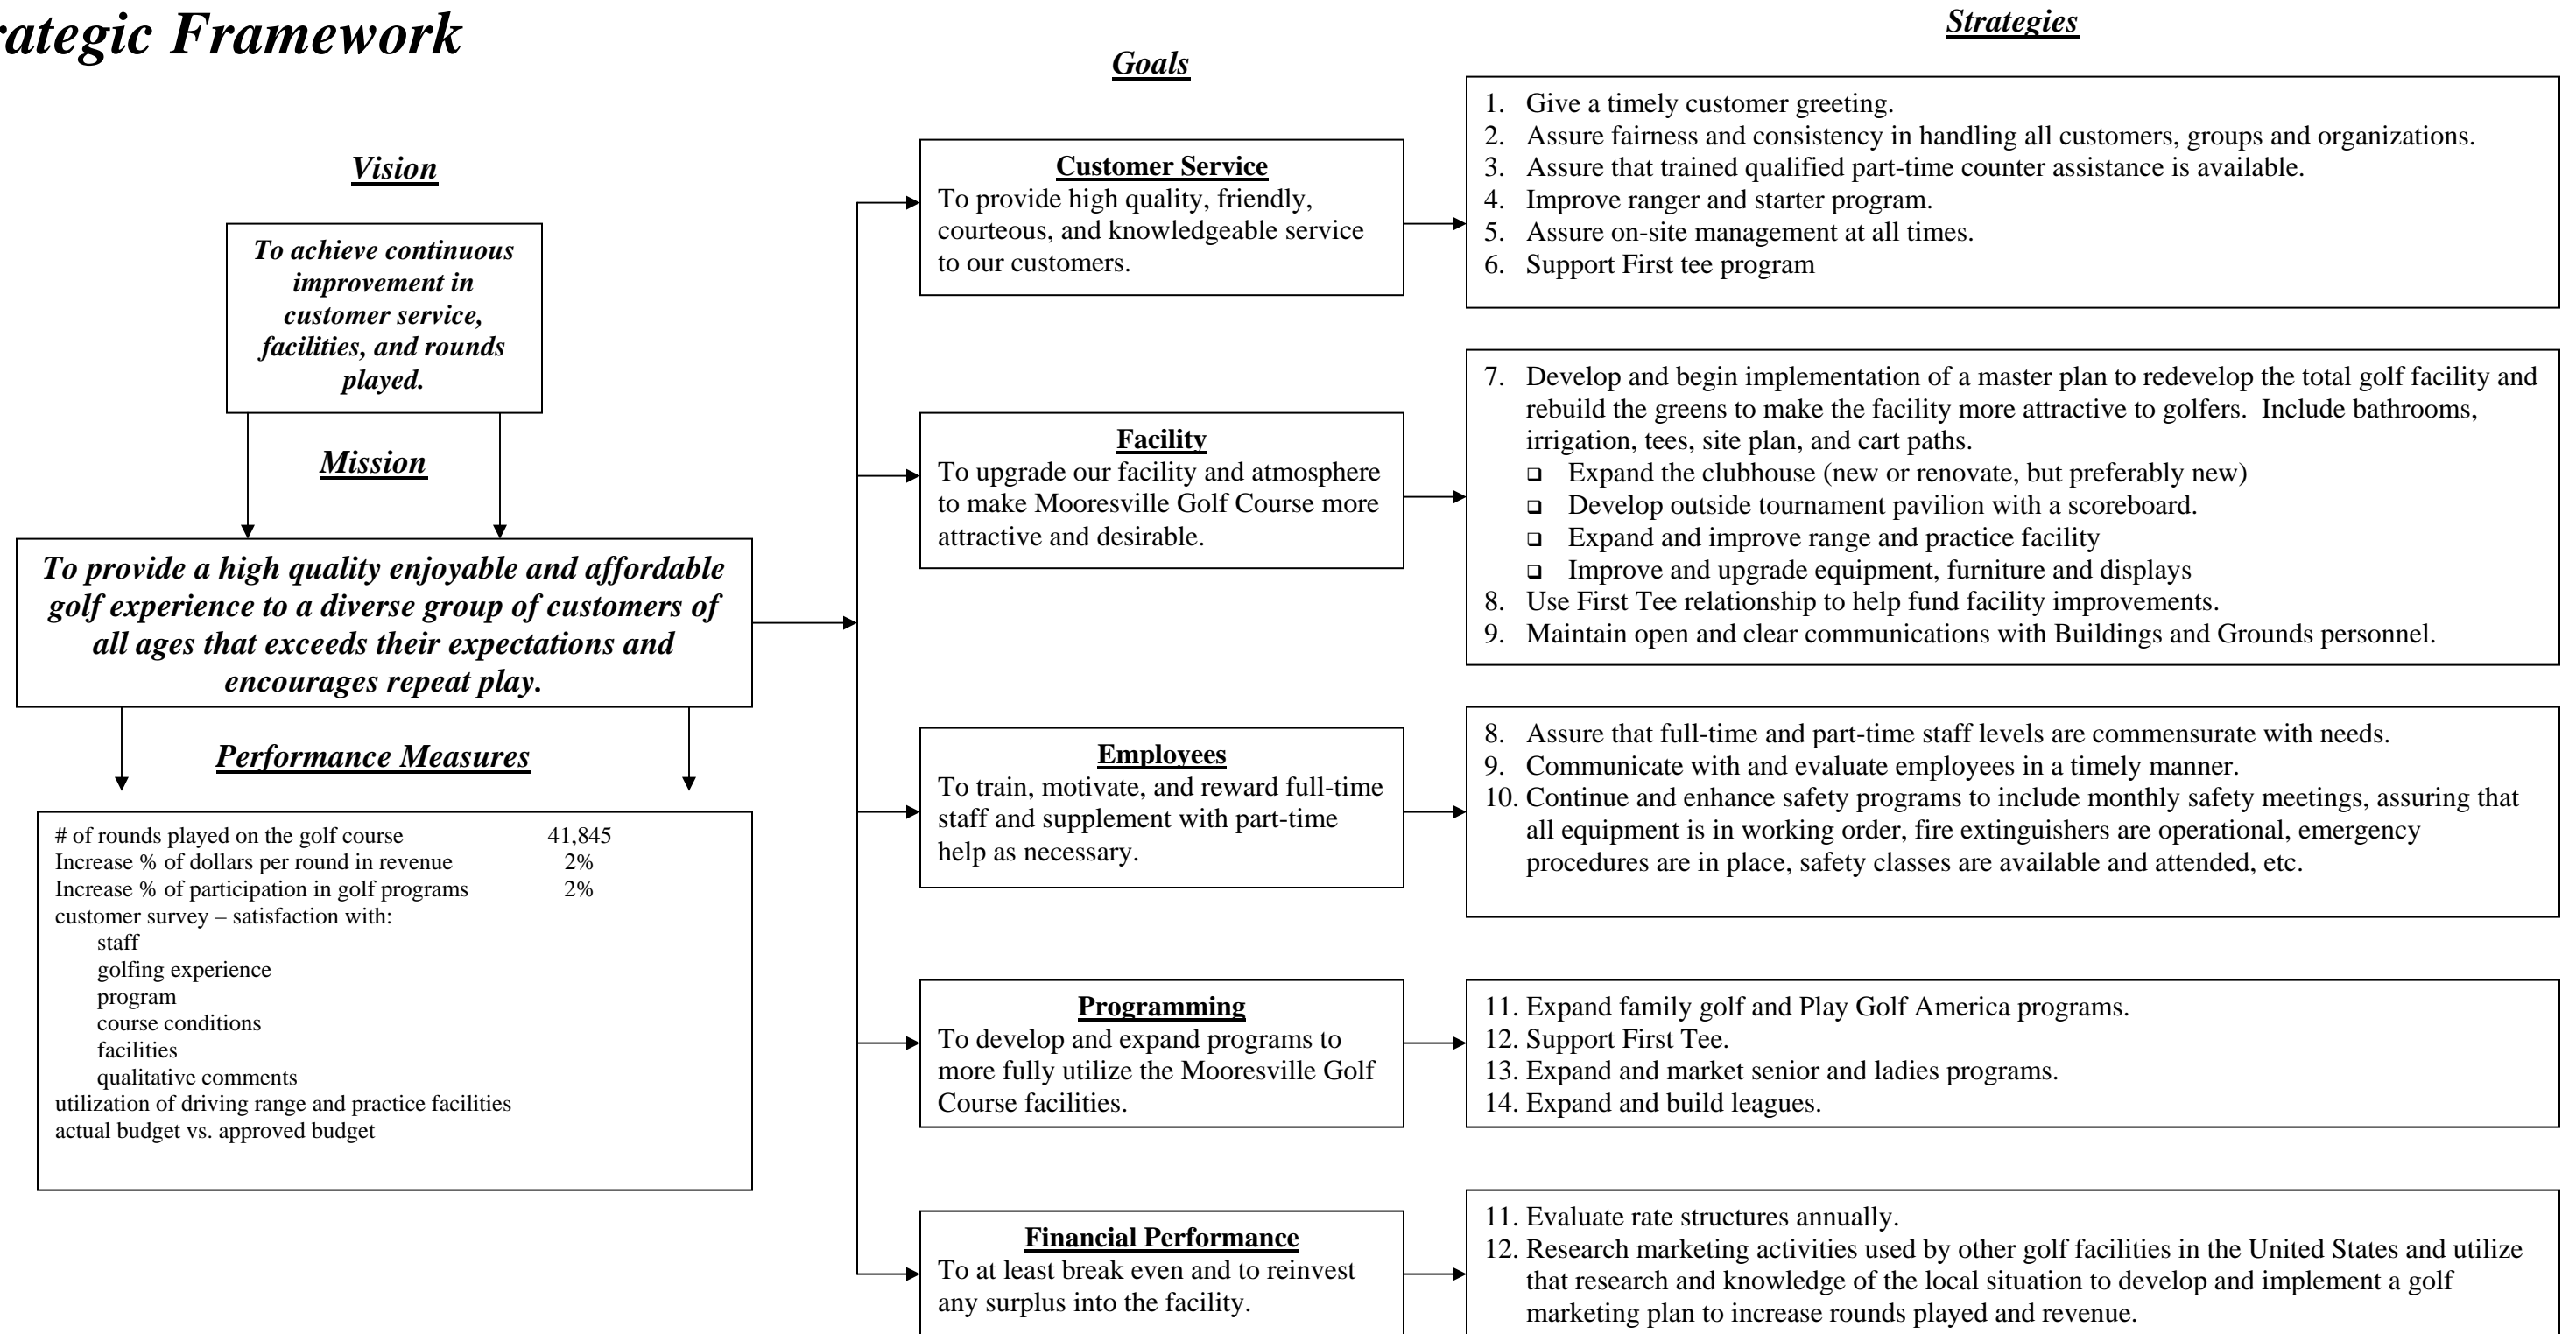 rategic Framework
Vision
To achieve continuous
improvement in
customer service,
facilities, and rounds
played.
Mission
To provide a high quality enjoyable and affordable
golf experience to a diverse group of customers of
all ages that exceeds their expectations and
encourages repeat play.
Performance Measures
# of rounds played on the golf course 41,845
Increase % of dollars per round in revenue 2%
Increase % of participation in golf programs 2%
customer survey – satisfaction with:
staff
golfing experience
program
course conditions
facilities
qualitative comments
utilization of driving range and practice facilities
actual budget vs. approved budget
Goals
Customer Service
To provide high quality, friendly,
courteous, and knowledgeable service
to our customers.
Facility
To upgrade our facility and atmosphere
to make Mooresville Golf Course more
attractive and desirable.
Employees
To train, motivate, and reward full-time
staff and supplement with part-time
help as necessary.
Programming
To develop and expand programs to
more fully utilize the Mooresville Golf
Course facilities.
Financial Performance
To at least break even and to reinvest
any surplus into the facility.
Strategies
1. Give a timely customer greeting.
2. Assure fairness and consistency in handling all customers, groups and organizations.
3. Assure that trained qualified part-time counter assistance is available.
4. Improve ranger and starter program.
5. Assure on-site management at all times.
6. Support First tee program
7. Develop and begin implementation of a master plan to redevelop the total golf facility and
rebuild the greens to make the facility more attractive to golfers. Include bathrooms,
irrigation, tees, site plan, and cart paths.
❑ Expand the clubhouse (new or renovate, but preferably new)
❑ Develop outside tournament pavilion with a scoreboard.
❑ Expand and improve range and practice facility
❑ Improve and upgrade equipment, furniture and displays
8. Use First Tee relationship to help fund facility improvements.
9. Maintain open and clear communications with Buildings and Grounds personnel.
8. Assure that full-time and part-time staff levels are commensurate with needs.
9. Communicate with and evaluate employees in a timely manner.
10. Continue and enhance safety programs to include monthly safety meetings, assuring that
all equipment is in working order, fire extinguishers are operational, emergency
procedures are in place, safety classes are available and attended, etc.
11. Expand family golf and Play Golf America programs.
12. Support First Tee.
13. Expand and market senior and ladies programs.
14. Expand and build leagues.
11. Evaluate rate structures annually.
12. Research marketing activities used by other golf facilities in the United States and utilize
that research and knowledge of the local situation to develop and implement a golf
marketing plan to increase rounds played and revenue.